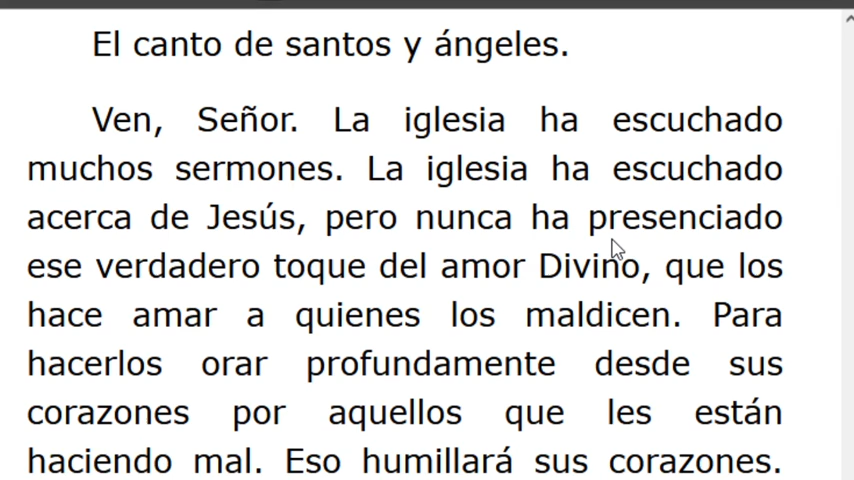 El canto de santos y ángeles.
Ven, Señor. La iglesia ha escuchado
muchos sermones. La iglesia ha escuchado
acerca de Jesús, pero nunca ha presenciado
ese verdadero toque del amor Divino, que los
hace amar a quienes los maldicen. Para
hacerlos orar profundamente desde sus
corazones por aquellos que les están
haciendo mal. Eso humillará sus corazones.